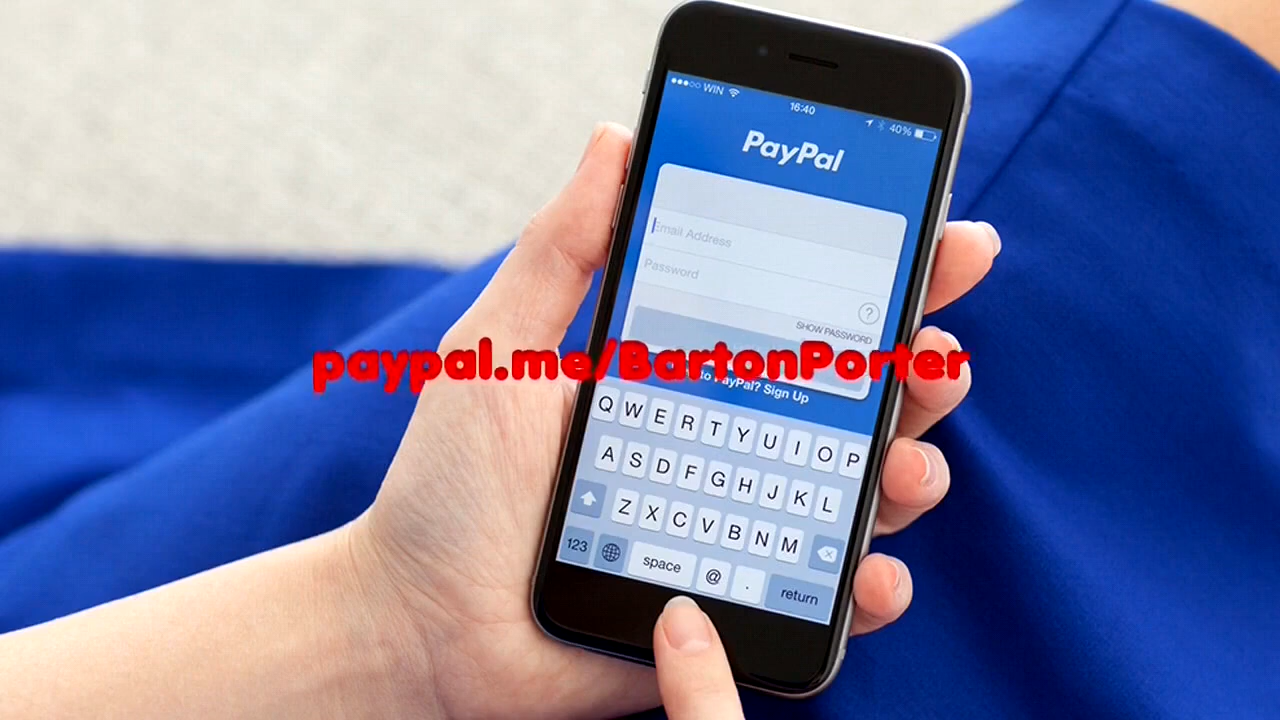 WIN 16:40 40%
PayPal
Email Address
Password
?
SHOW PASSWORD
paypal.me/BartonPorter
to PayPal? Sign Up
Q W E R T Y U I O P
A S D F G H J K L
Z X C V B N M
123 space @ . return